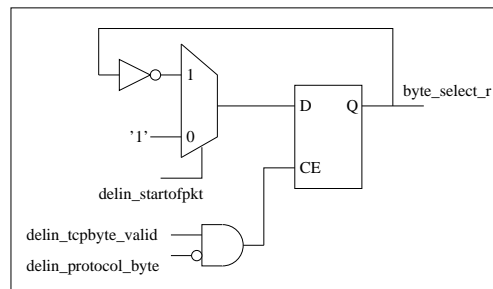 1
byte_select_r
D
Q
'1'
0
CE
delin_startofpkt
delin_tcpbyte_valid
delin_protocol_byte